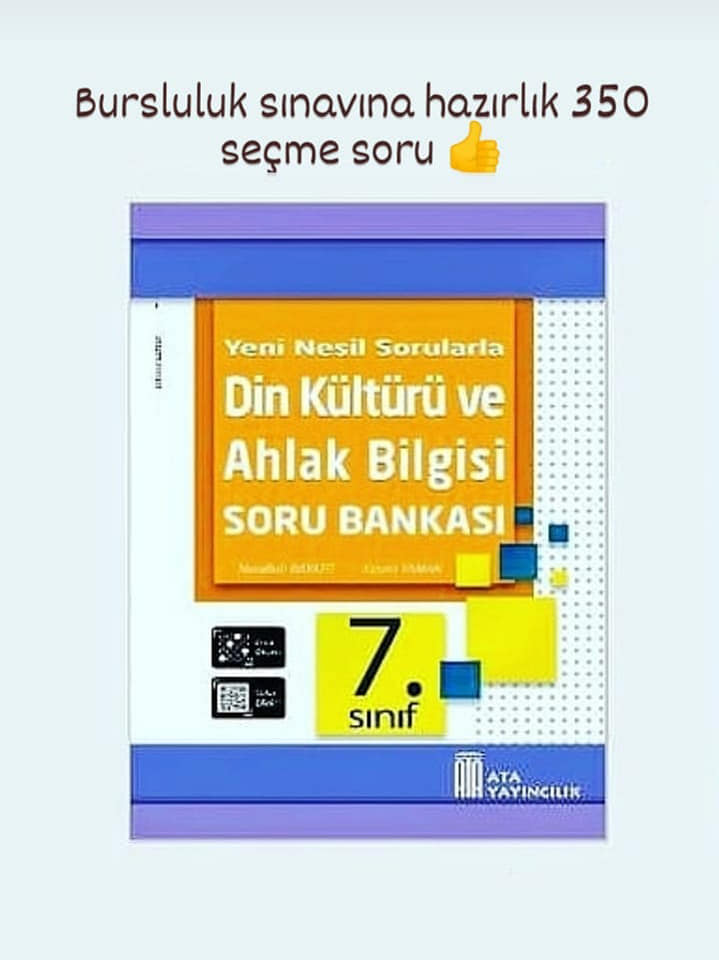 Bursluluk sınavına hazırlık 350
seçme soru 👍
Yeni Nesil Sorularla
Din Kültürü ve
Ahlak Bilgisi
SORU BANKASI
7.
sınıf
ATA
YAYINCILIK